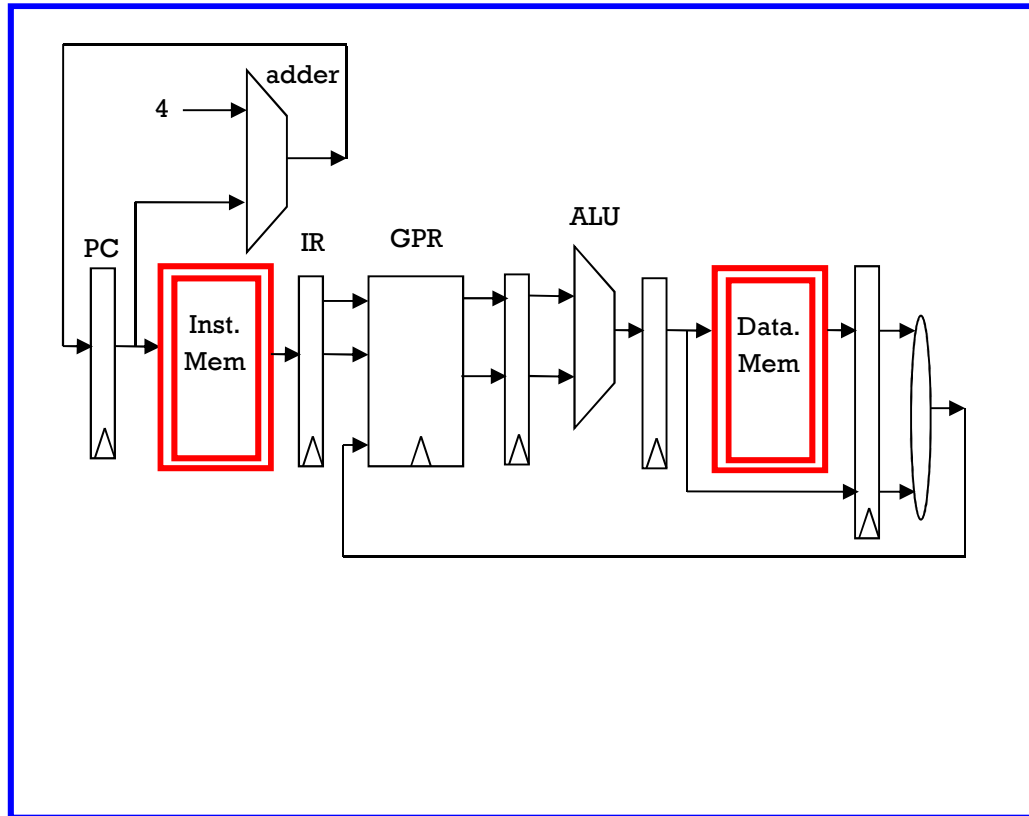 adder
4
ALU
PC
IR
GPR
Inst.
Mem
Data.
Mem